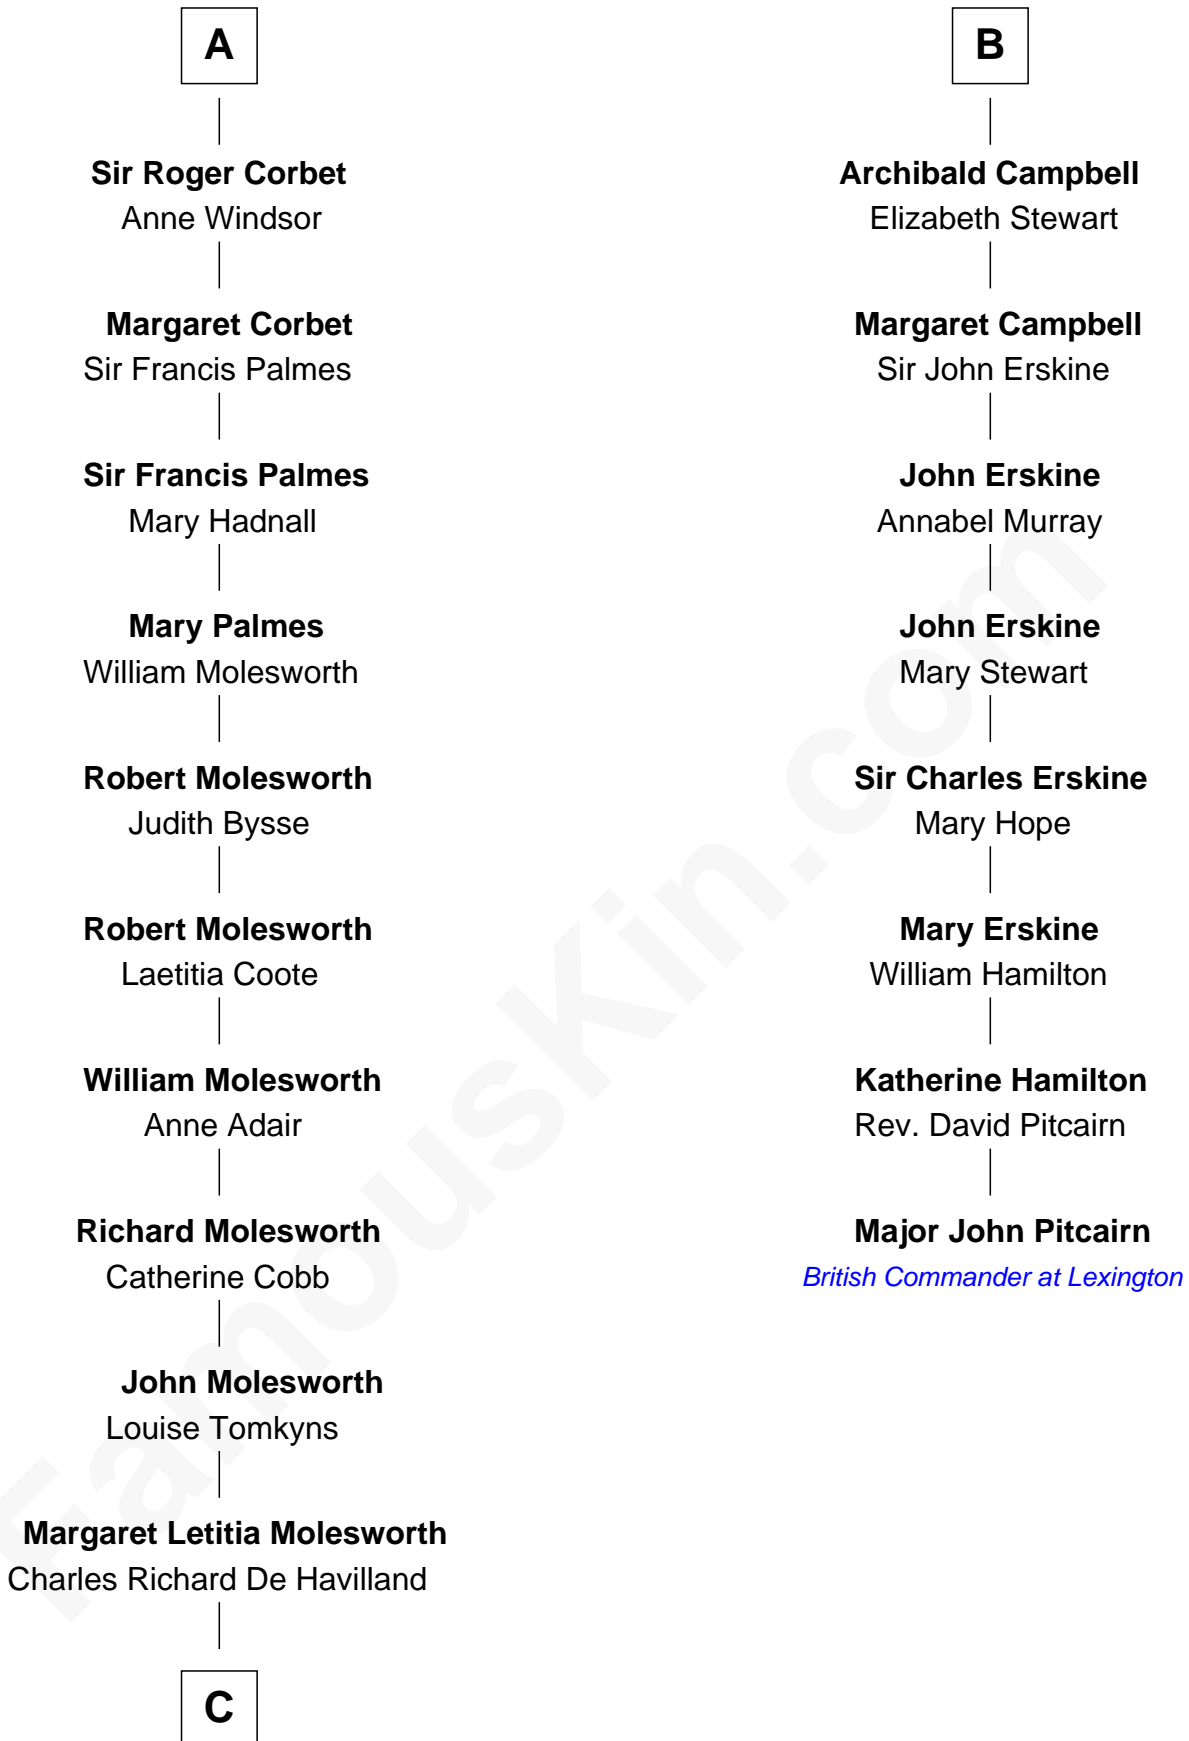 A
Sir Roger Corbet
Anne Windsor
Margaret Corbet
Sir Francis Palmes
Sir Francis Palmes
Mary Hadnall
Mary Palmes
William Molesworth
Robert Molesworth
Judith Bysse
Robert Molesworth
Laetitia Coote
William Molesworth
Anne Adair
Richard Molesworth
Catherine Cobb
John Molesworth
Louise Tomkyns
Margaret Letitia Molesworth
Charles Richard De Havilland
C
B
Archibald Campbell
Elizabeth Stewart
Margaret Campbell
Sir John Erskine
John Erskine
Annabel Murray
John Erskine
Mary Stewart
Sir Charles Erskine
Mary Hope
Mary Erskine
William Hamilton
Katherine Hamilton
Rev. David Pitcairn
Major John Pitcairn
British Commander at Lexington
FamousKin.com